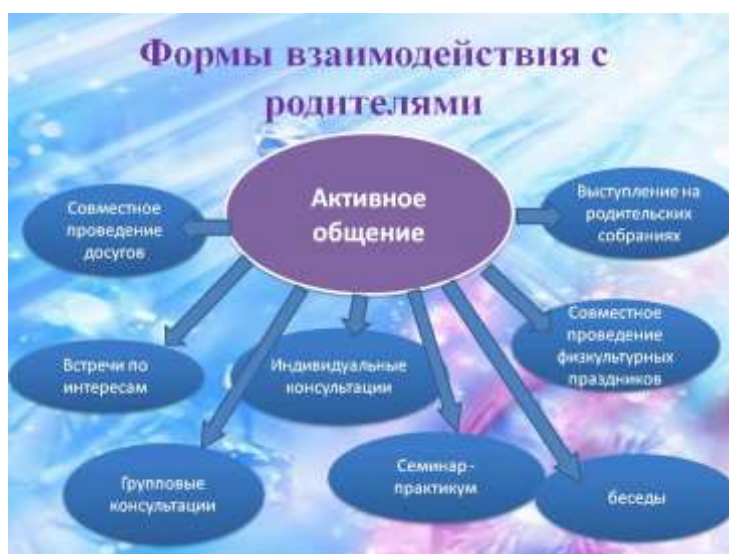 Формы взаимодействия с
родителями
Активное
общение
Совместное
проведение
досугов
Выступление на
родительских
собраниях
Встречи по
интересам
Индивидуальные
консультации
Совместное
проведение
физкультурных
праздников
Групповые
консультации
Семинар-
практикум
беседы